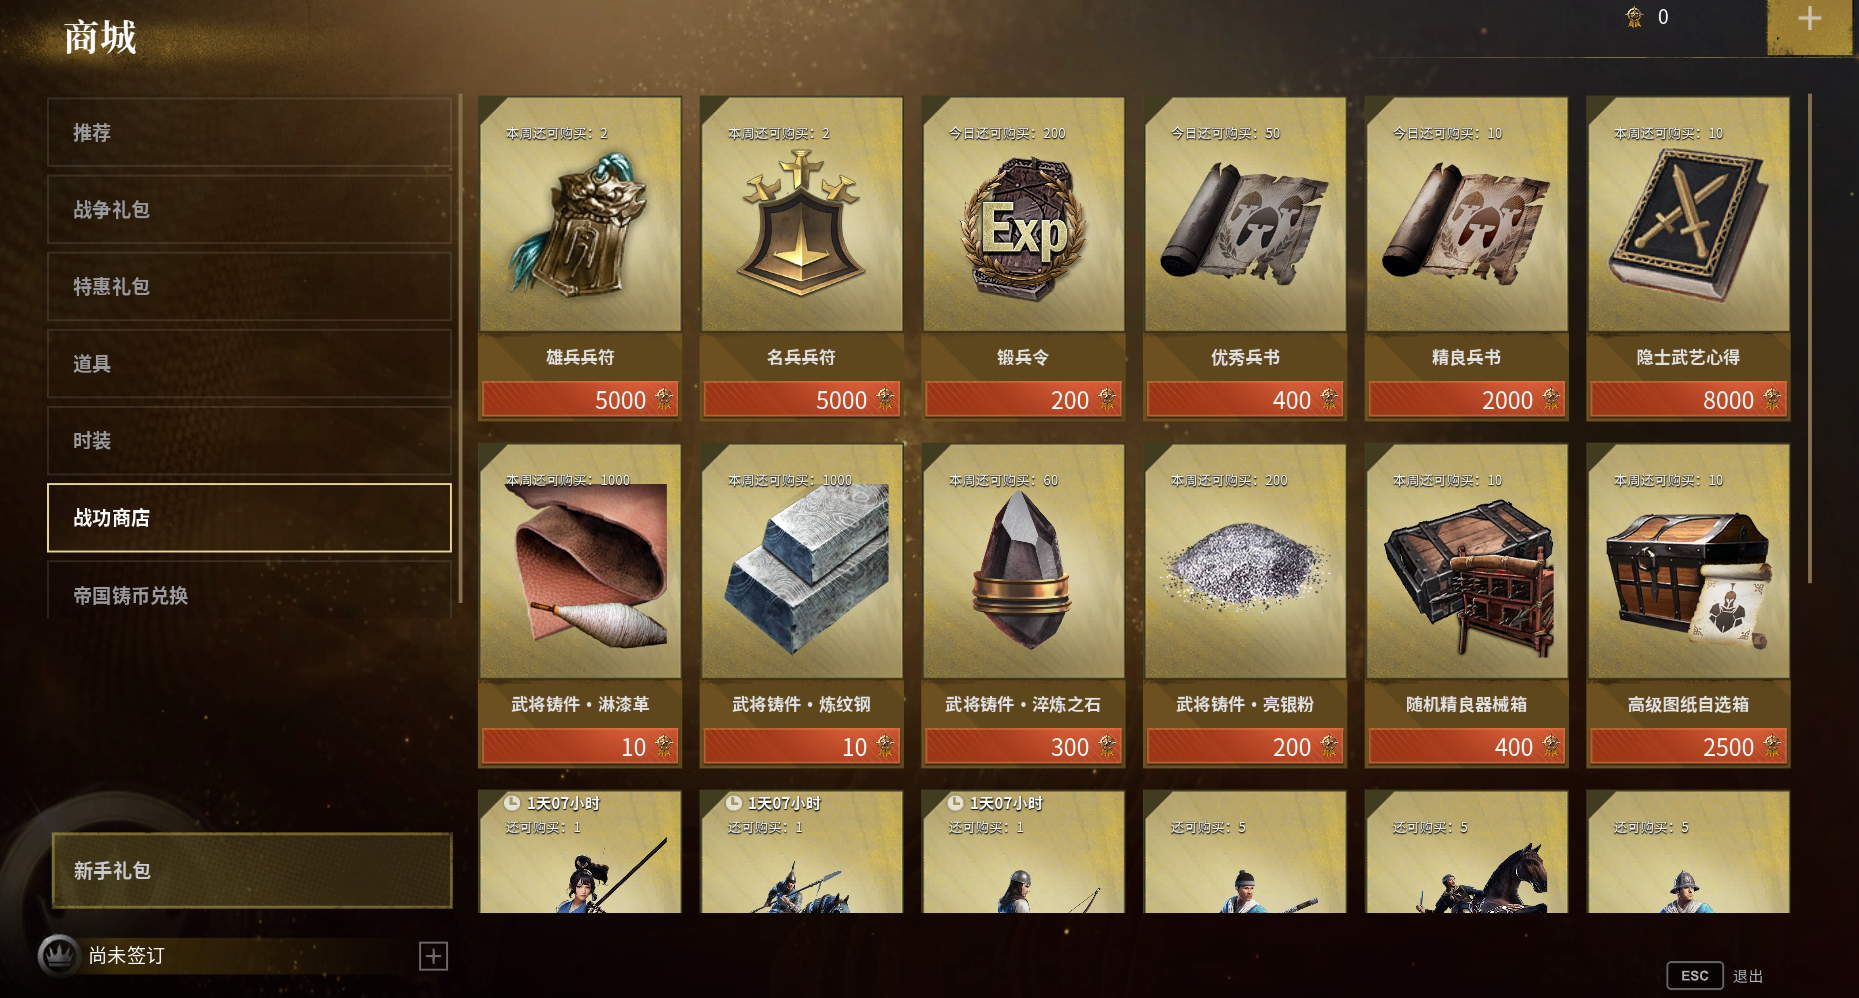 商城
0
推荐
战争礼包
特惠礼包
道具
时装
战功商店
帝国铸币兑换
新手礼包
尚未签订
本周还可购买：2
雄兵兵符
5000
本周还可购买：2
名兵兵符
5000
今日还可购买：200
Exp
锻兵令
200
今日还可购买：50
优秀兵书
400
今日还可购买：10
精良兵书
2000
本周还可购买：10
隐士武艺心得
8000
本周还可购买：1000
武将铸件·淋漆革
10
本周还可购买：1000
武将铸件·炼纹钢
10
本周还可购买：60
武将铸件·淬炼之石
300
本周还可购买：200
武将铸件·亮银粉
200
本周还可购买：10
随机精良器械箱
400
本周还可购买：10
高级图纸自选箱
2500
1天07小时
还可购买：1
1天07小时
还可购买：1
1天07小时
还可购买：1
还可购买：5
还可购买：5
还可购买：5
ESC 退出